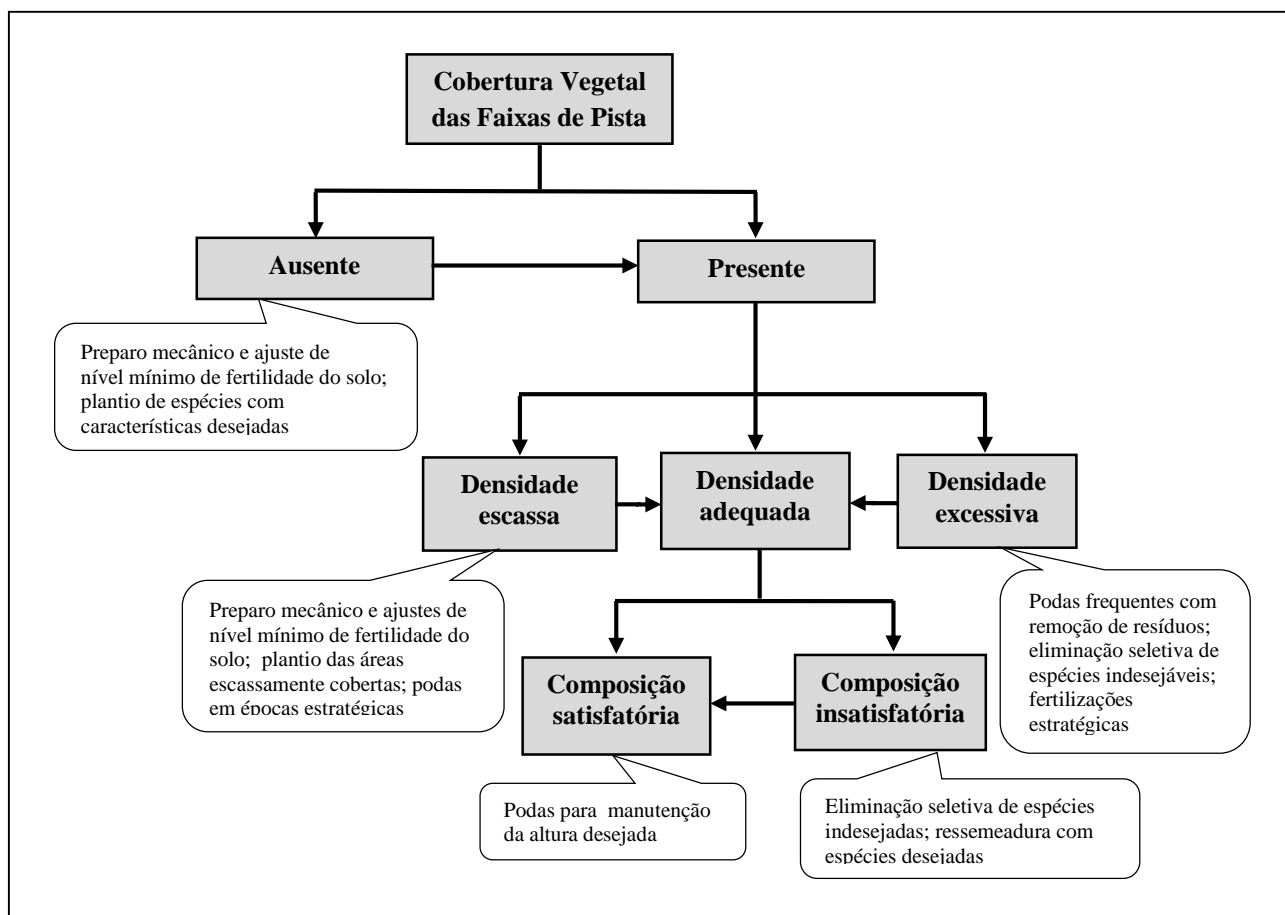 Cobertura Vegetal
das Faixas de Pista
Ausente
Presente
Preparo mecânico e ajuste de
nível mínimo de fertilidade do solo;
plantio de espécies com
características desejadas
Densidade
escassa
Densidade
adequada
Densidade
excessiva
Preparo mecânico e ajustes de
nível mínimo de fertilidade do
solo; plantio das áreas
escassamente cobertas; podas
em épocas estratégicas
Podas frequentes com
remoção de resíduos;
eliminação seletiva de
espécies indesejáveis;
fertilizações
estratégicas
Composição
satisfatória
Composição
insatisfatória
Podas para manutenção
da altura desejada
Eliminação seletiva de espécies
indesejadas; ressemeadura com
espécies desejadas